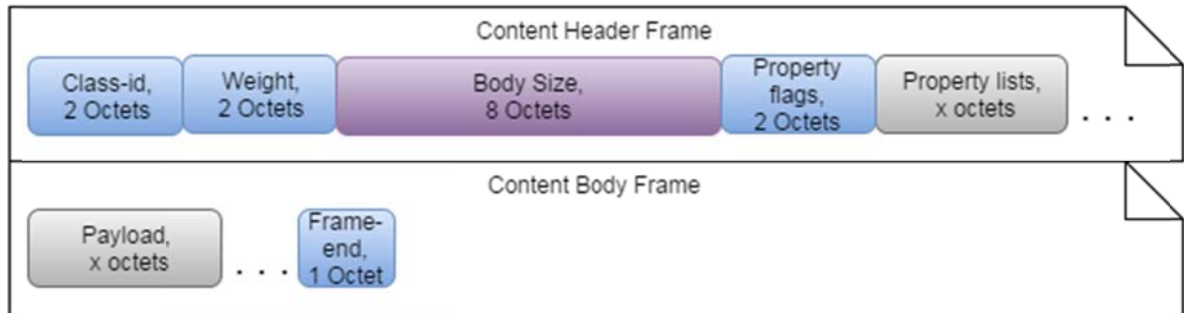 Content Header Frame
Class-id,
2 Octets
Weight,
2 Octets
Body Size,
8 Octets
Property
flags,
2 Octets
Property lists,
x octets
. . .
Content Body Frame
Payload,
x octets
. . .
Frame-
end,
1 Octet